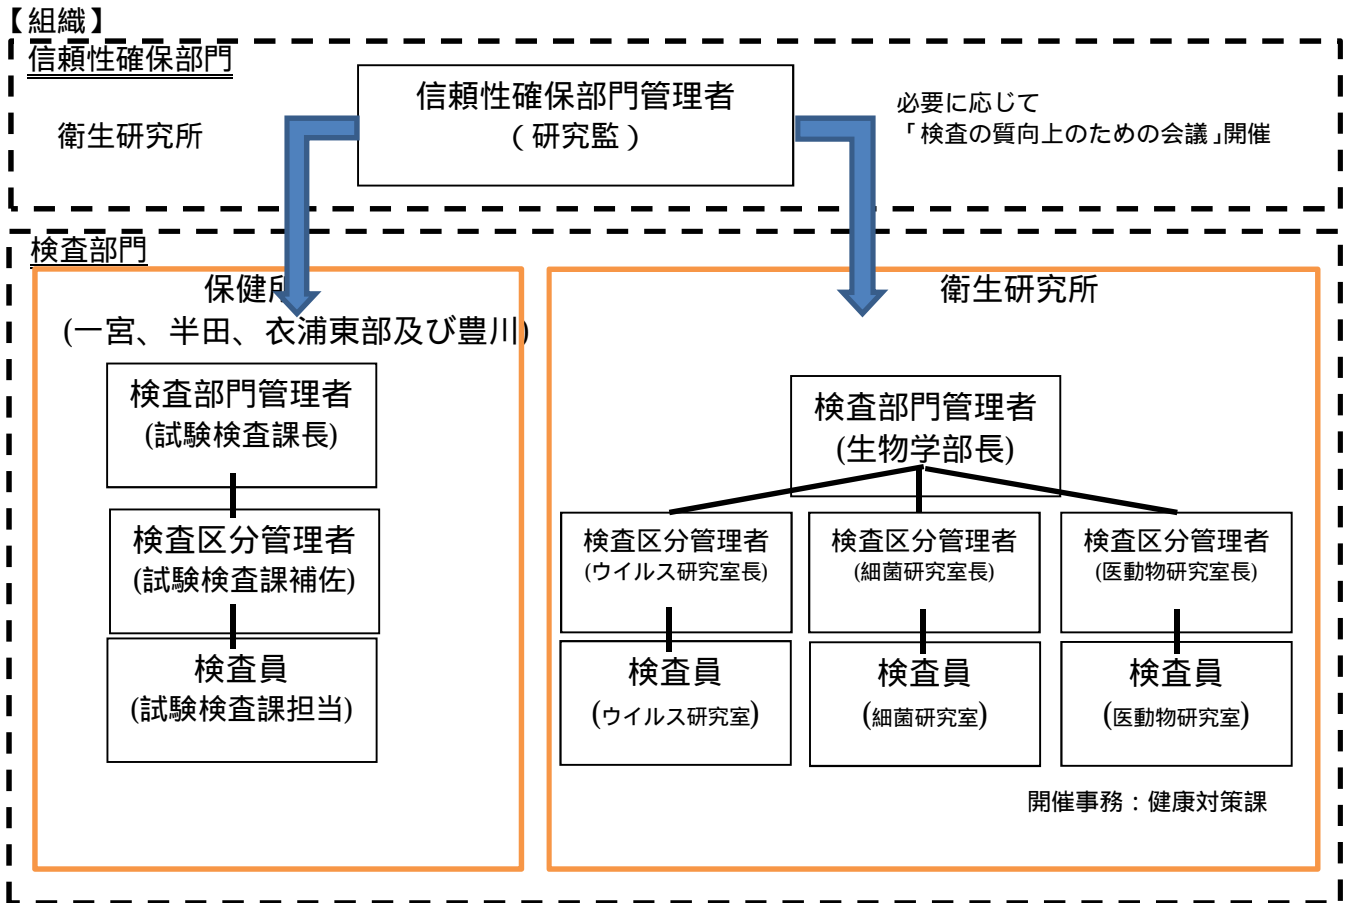 【組織】
信頼性確保部門
衛生研究所
信頼性確保部門管理者
（研究監）
必要に応じて
「検査の質向上のための会議」開催
検査部門
保健所
(一宮、半田、衣浦東部及び豊川)
検査部門管理者
(試験検査課長)
検査区分管理者
(試験検査課補佐)
検査員
(試験検査課担当)
衛生研究所
検査部門管理者
(生物学部長)
検査区分管理者
(ウイルス研究室長)
検査員
(ウイルス研究室)
検査区分管理者
(細菌研究室長)
検査員
(細菌研究室)
検査区分管理者
(医動物研究室長)
検査員
(医動物研究室)
開催事務：健康対策課